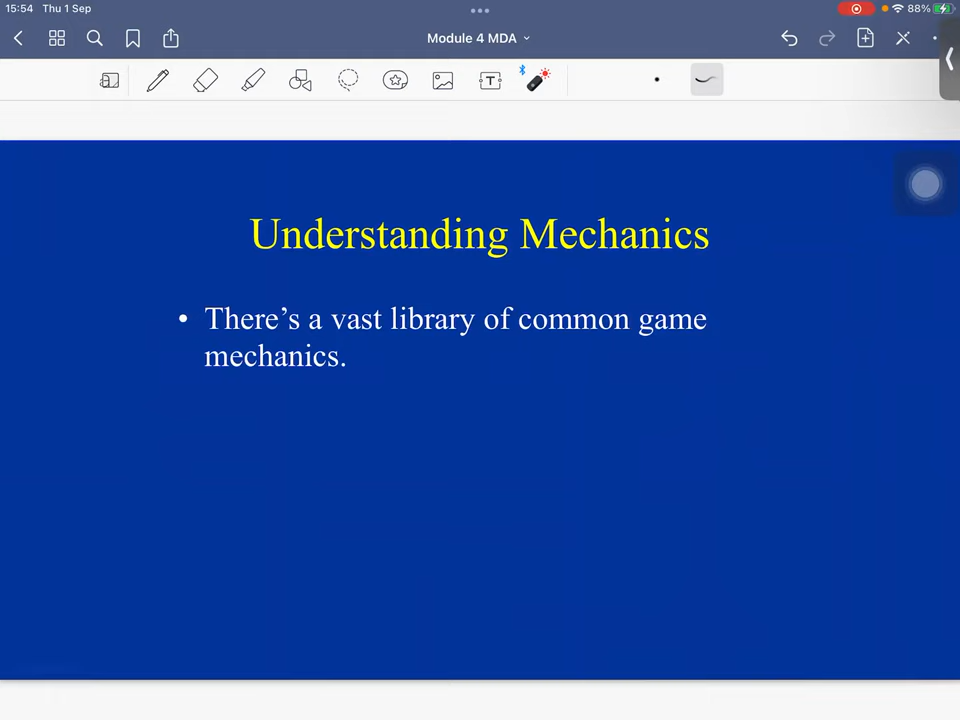 15:54 Thu 1 Sep
88%
Module 4 MDA
T
Understanding Mechanics
• There’s a vast library of common game
mechanics.